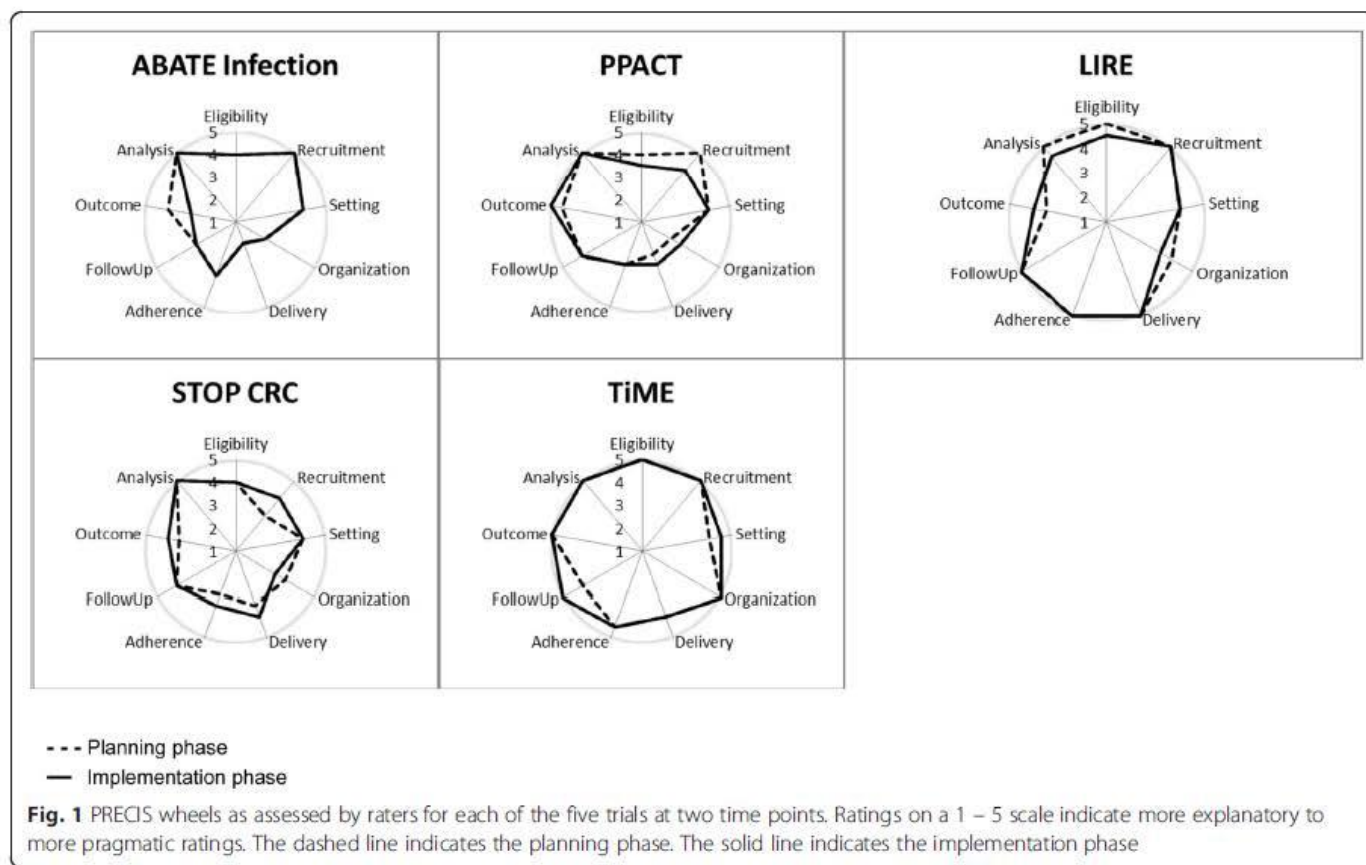 ABATE Infection
Eligibility
5
4
3
2
1
Recruitment
Setting
Organization
Delivery
Adherence
FollowUp
Outcome
Analysis
PPACT
Eligibility
5
4
3
2
1
Recruitment
Setting
Organization
Delivery
Adherence
FollowUp
Outcome
Analysis
LIRE
Eligibility
5
4
3
2
1
Recruitment
Setting
Organization
Delivery
Adherence
FollowUp
Outcome
Analysis
STOP CRC
Eligibility
5
4
3
2
1
Recruitment
Setting
Organization
Delivery
Adherence
FollowUp
Outcome
Analysis
TiME
Eligibility
5
4
3
2
1
Recruitment
Setting
Organization
Delivery
Adherence
FollowUp
Outcome
Analysis
Planning phase
Implementation phase
Fig. 1 PRECIS wheels as assessed by raters for each of the five trials at two time points. Ratings on a 1 – 5 scale indicate more explanatory to
more pragmatic ratings. The dashed line indicates the planning phase. The solid line indicates the implementation phase